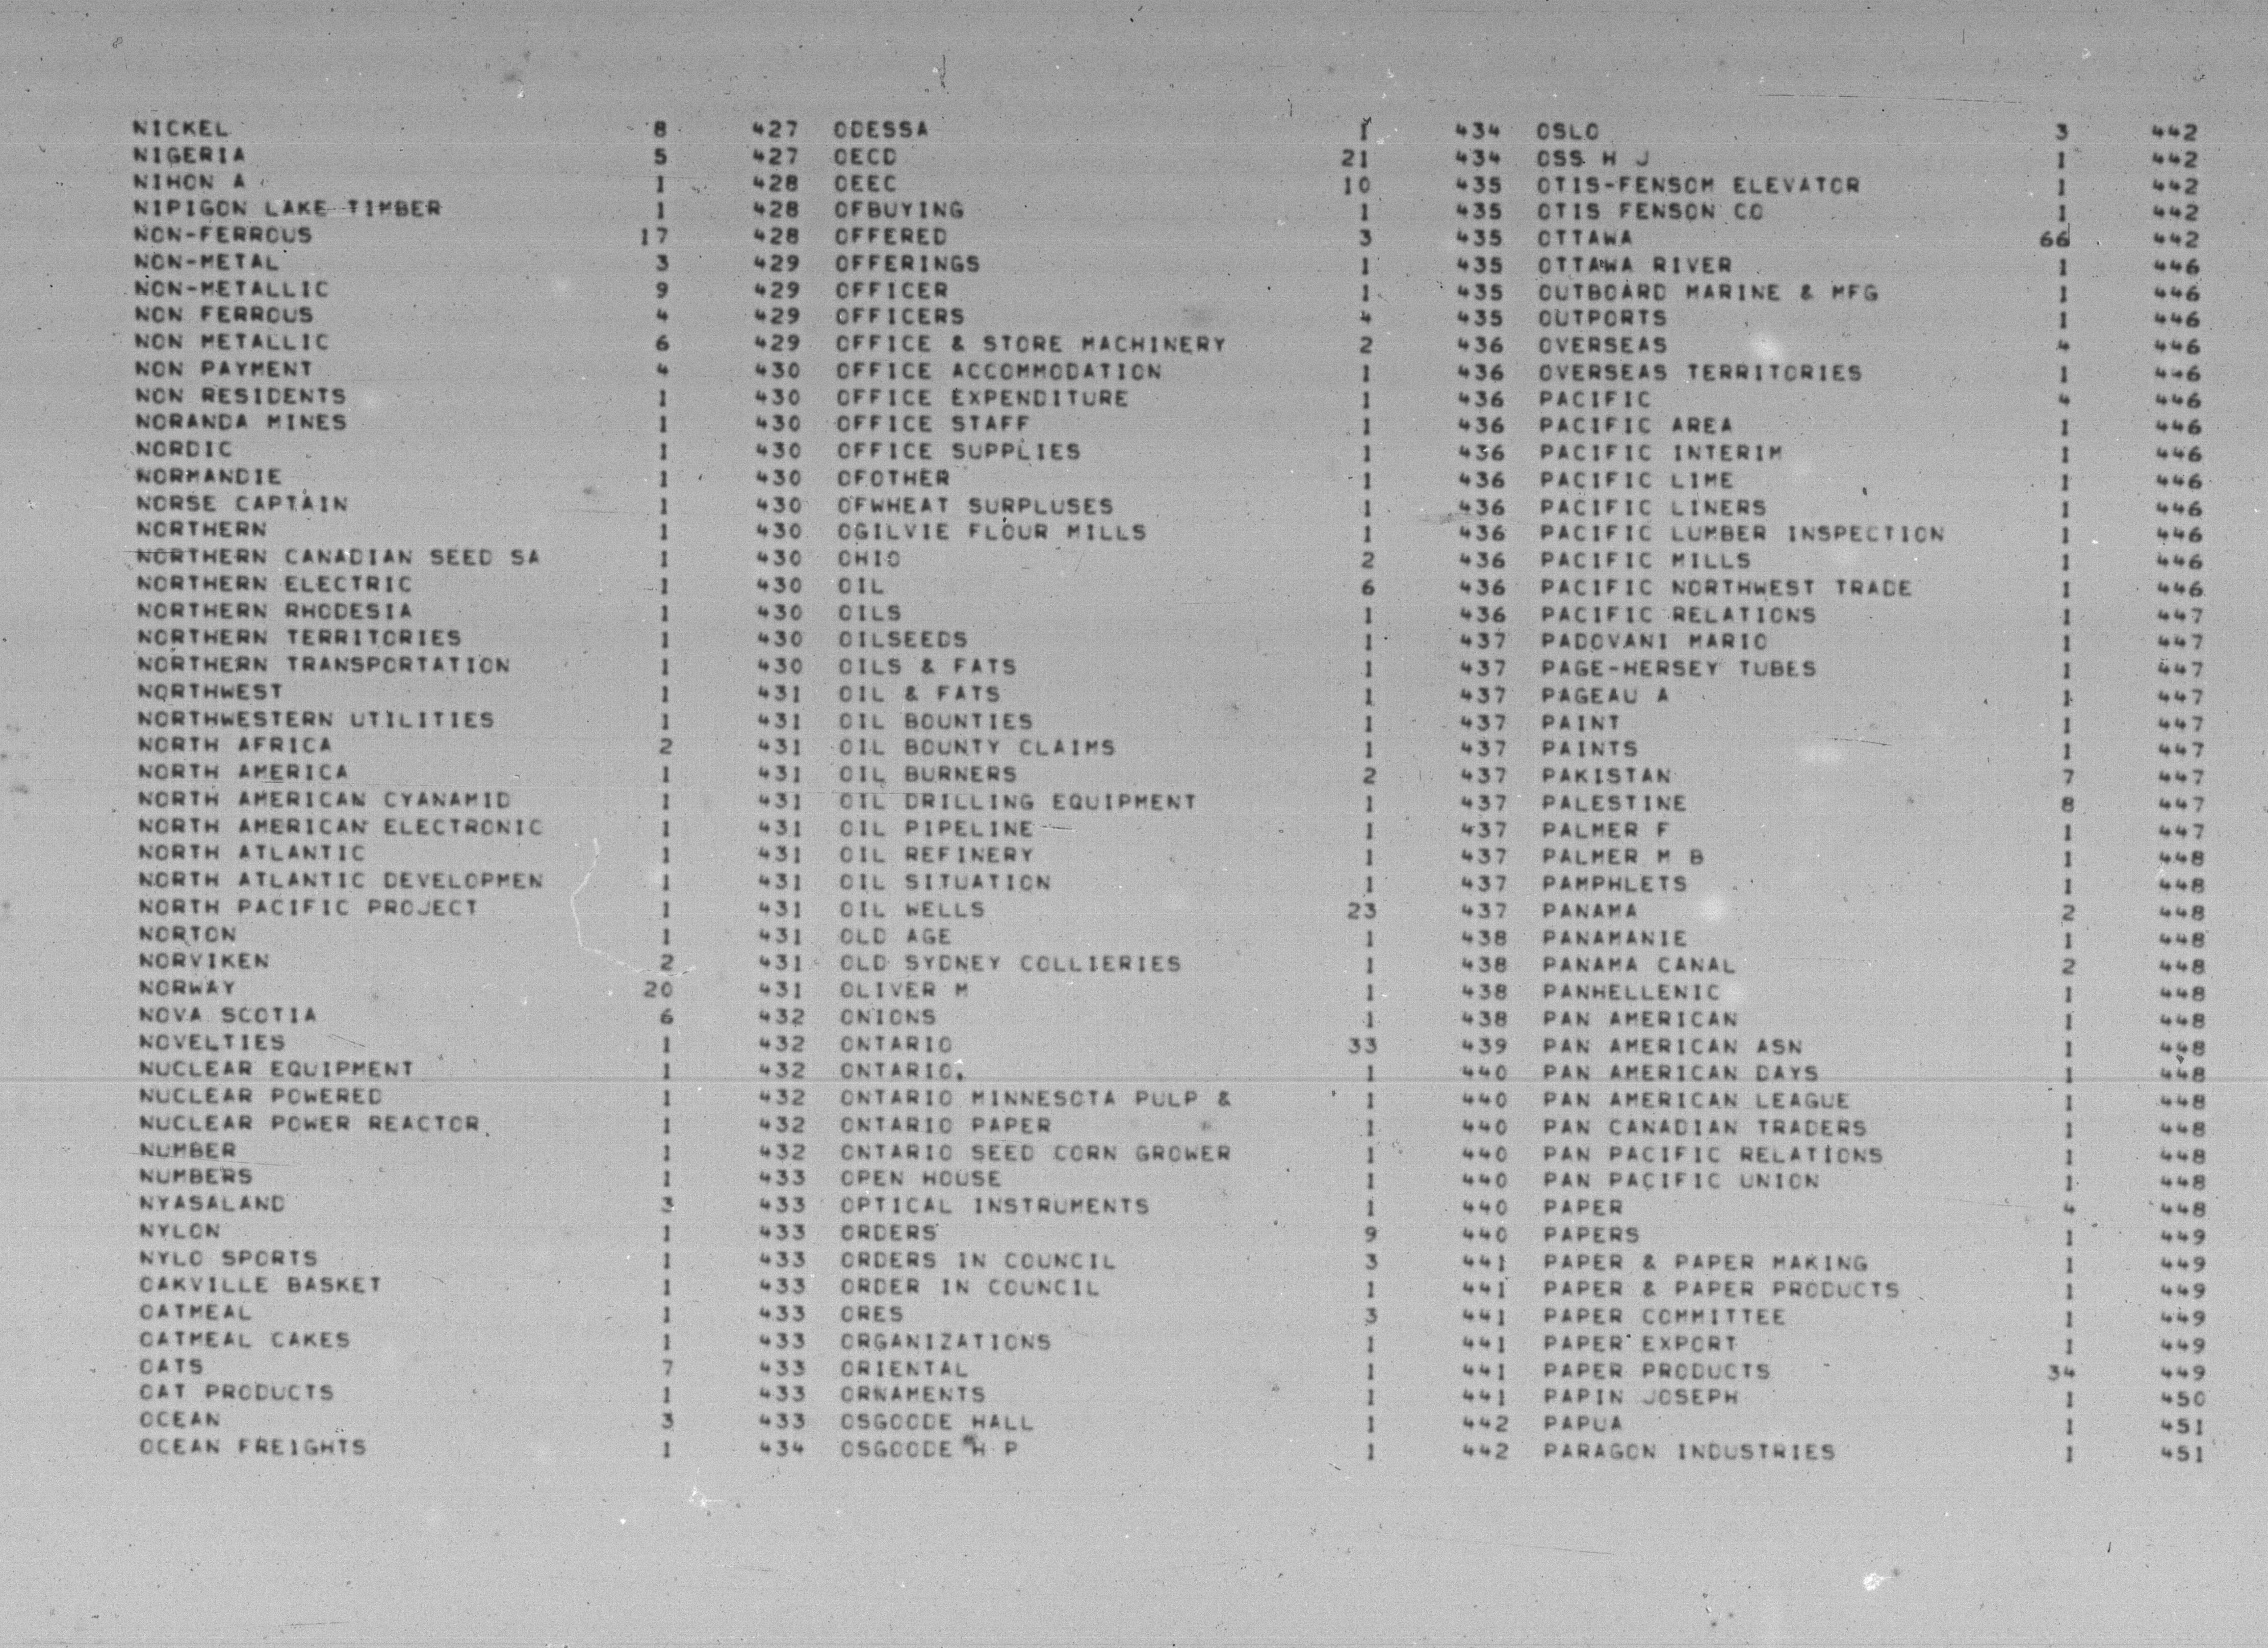 NICKEL 8 427
NIGERIA 5 427
NIHON A 1 428
NIPIGON LAKE TIMBER 1 428
NON-FERROUS 17 428
NON-METAL 3 429
NON-METALLIC 9 429
NON FERROUS 4 429
NON METALLIC 6 429
NON PAYMENT 4 430
NON RESIDENTS 1 430
NORANDA MINES 1 430
NORDIC 1 430
NORMANDIE 1 430
NORSE CAPTAIN 1 430
NORTHERN 1 430
NORTHERN CANADIAN SEED SA 1 430
NORTHERN ELECTRIC 1 430
NORTHERN RHODESIA 1 430
NORTHERN TERRITORIES 1 430
NORTHERN TRANSPORTATION 1 430
NORTHWEST 1 431
NORTHWESTERN UTILITIES 1 431
NORTH AFRICA 2 431
NORTH AMERICA 1 431
NORTH AMERICAN CYANAMID 1 431
NORTH AMERICAN ELECTRONIC 1 431
NORTH ATLANTIC 1 431
NORTH ATLANTIC DEVELOPMEN 1 431
NORTH PACIFIC PROJECT 1 431
NORTON 1 431
NORVIKEN 2 431
NORWAY 20 431
NOVA SCOTIA 6 432
NOVELTIES 1 432
NUCLEAR EQUIPMENT 1 432
NUCLEAR POWERED 1 432
NUCLEAR POWER REACTOR 1 432
NUMBER 1 432
NUMBERS 1 433
NYASALAND 3 433
NYLON 1 433
NYLO SPORTS 1 433
OAKVILLE BASKET 1 433
OATMEAL 1 433
OATMEAL CAKES 1 433
OATS 7 433
OAT PRODUCTS 1 433
OCEAN 3 433
OCEAN FREIGHTS 1 434
ODESSA 1 434
OECD 21 434
OEEC 10 435
OFBUYING 1 435
OFFERED 3 435
OFFERINGS 1 435
OFFICER 1 435
OFFICERS 4 435
OFFICE & STORE MACHINERY 2 436
OFFICE ACCOMMODATION 1 436
OFFICE EXPENDITURE 1 436
OFFICE STAFF 1 436
OFFICE SUPPLIES 1 436
OFOTHER 1 436
OFWHEAT SURPLUSES 1 436
OGILVIE FLOUR MILLS 1 436
OHIO 2 436
OIL 6 436
OILS 1 436
OILSEEDS 1 437
OILS & FATS 1 437
OIL & FATS 1 437
OIL BOUNTIES 1 437
OIL BOUNTY CLAIMS 1 437
OIL BURNERS 2 437
OIL DRILLING EQUIPMENT 1 437
OIL PIPELINE 1 437
OIL REFINERY 1 437
OIL SITUATION 1 437
OIL WELLS 23 437
OLD AGE 1 438
OLD SYDNEY COLLIERIES 1 438
OLIVER M 1 438
ONIONS 1 438
ONTARIO 33 439
ONTARIO. 1 440
ONTARIO MINNESOTA PULP & 1 440
ONTARIO PAPER 1 440
ONTARIO SEED CORN GROWER 1 440
OPEN HOUSE 1 440
OPTICAL INSTRUMENTS 1 440
ORDERS 9 440
ORDERS IN COUNCIL 3 441
ORDER IN COUNCIL 1 441
ORES 3 441
ORGANIZATIONS 1 441
ORIENTAL 1 441
ORNAMENTS 1 441
OSGOODE HALL 1 442
OSGOODE H P 1 442
OSLO 3 442
OSS H J 1 442
OTIS-FENSOM ELEVATOR 1 442
OTIS FENSON CO 1 442
OTTAWA 66 442
OTTAWA RIVER 1 446
OUTBOARD MARINE & MFG 1 446
OUTPORTS 1 446
OVERSEAS 4 446
OVERSEAS TERRITORIES 1 446
PACIFIC 4 446
PACIFIC AREA 1 446
PACIFIC INTERIM 1 446
PACIFIC LIME 1 446
PACIFIC LINERS 1 446
PACIFIC LUMBER INSPECTION 1 446
PACIFIC MILLS 1 446
PACIFIC NORTHWEST TRADE 1 446
PACIFIC RELATIONS 1 447
PADOVANI MARIO 1 447
PAGE-HERSEY TUBES 1 447
PAGEAU A 1 447
PAINT 1 447
PAINTS 1 447
PAKISTAN 7 447
PALESTINE 8 447
PALMER F 1 447
PALMER M B 1 448
PAMPHLETS 1 448
PANAMA 2 448
PANAMANIE 1 448
PANAMA CANAL 2 448
PANHELLENIC 1 448
PAN AMERICAN 1 448
PAN AMERICAN ASN 1 448
PAN AMERICAN DAYS 1 448
PAN AMERICAN LEAGUE 1 448
PAN CANADIAN TRADERS 1 448
PAN PACIFIC RELATIONS 1 448
PAN PACIFIC UNION 1 448
PAPER 4 448
PAPERS 1 449
PAPER & PAPER MAKING 1 449
PAPER & PAPER PRODUCTS 1 449
PAPER COMMITTEE 1 449
PAPER EXPORT 1 449
PAPER PRODUCTS 34 449
PAPIN JOSEPH 1 450
PAPUA 1 451
PARAGON INDUSTRIES 1 451